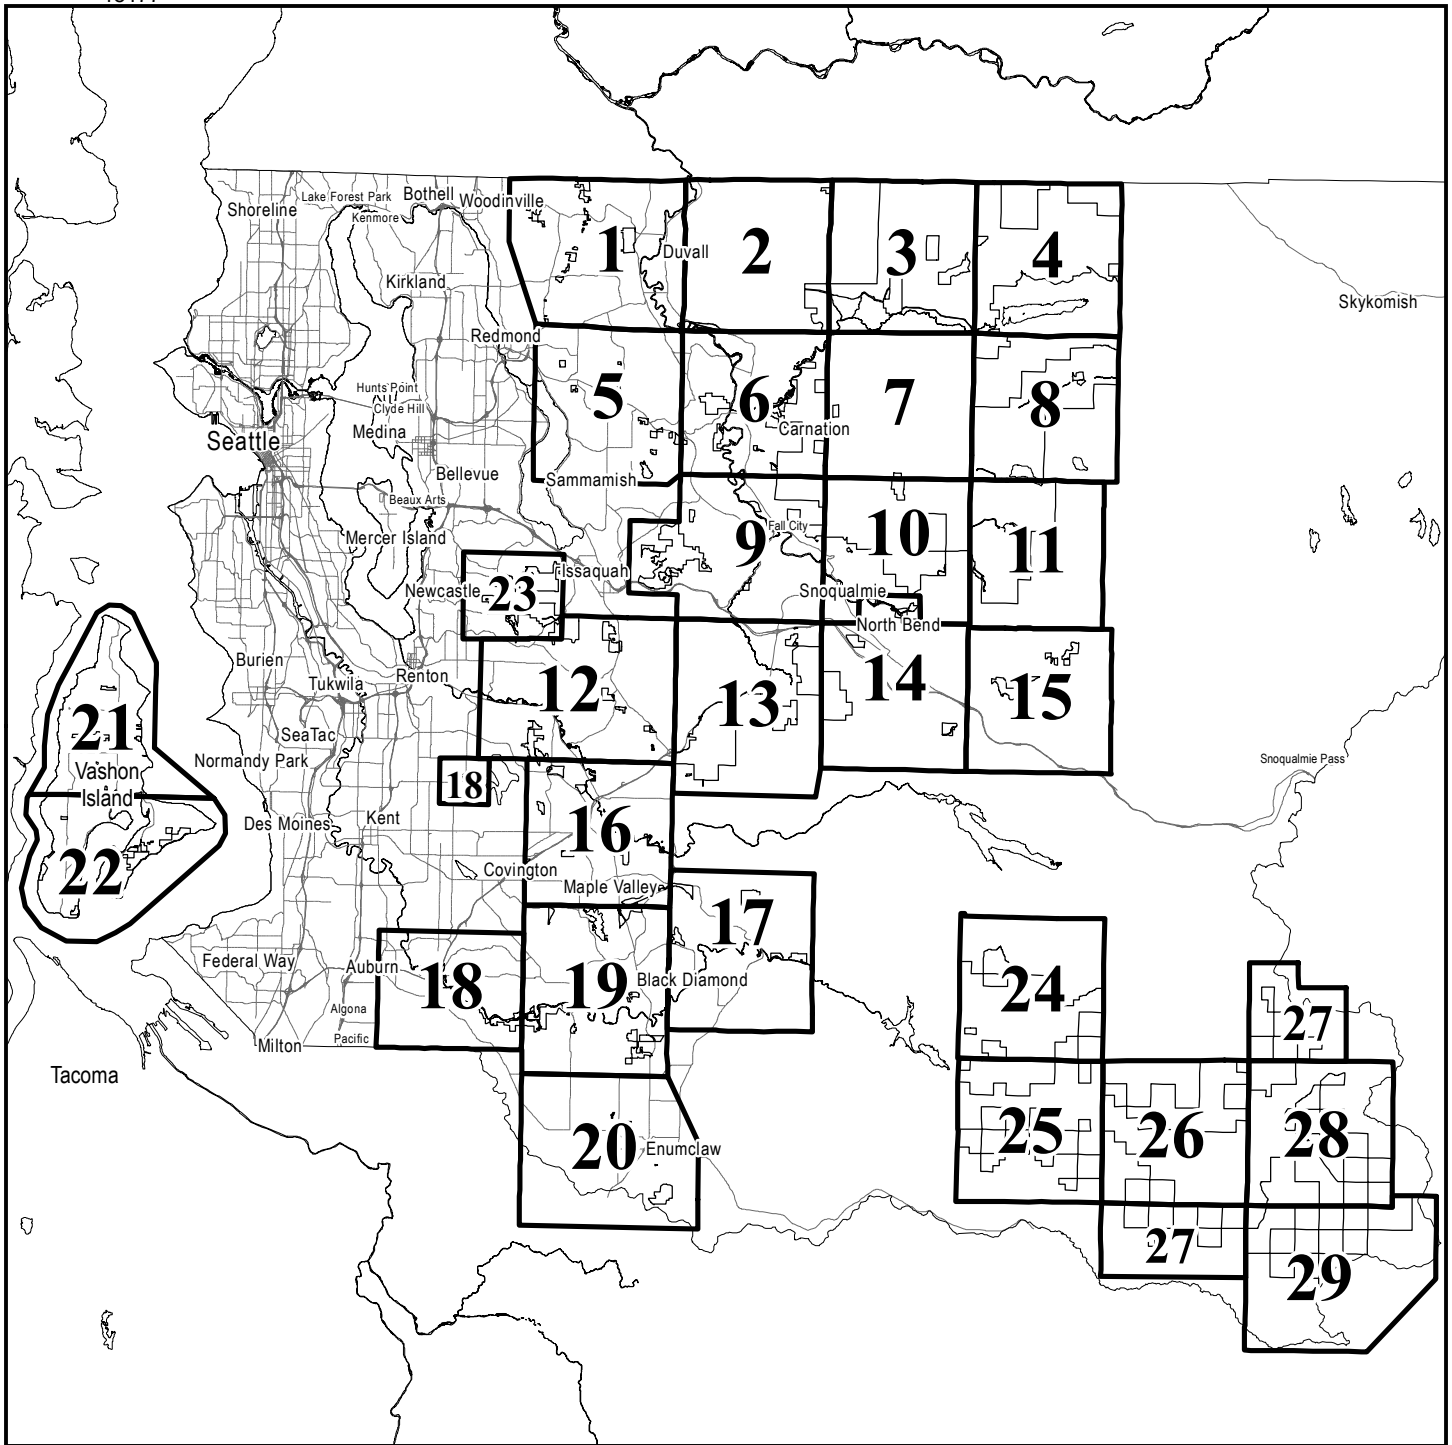 Lake Forest Park
Bothell
Woodinville
Shoreline
Kenmore
1
2
3
4
Duvall
Kirkland
Skykomish
Redmond
Hunts Point
Clyde Hill
Medina
5
6
7
8
Carnation
Seattle
Bellevue
Sammamish
Beaux Arts
Mercer Island
9
Fall City
10
11
Issaquah
Newcastle
23
Snoqualmie
North Bend
Burien
Tukwila
Renton
12
13
14
15
21
SeaTac
Normandy Park
Vashon
Island
Snoqualmie Pass
18
Des Moines
Kent
16
22
Covington
Maple Valley
17
Federal Way
Auburn
18
19
Black Diamond
24
Algona
27
Milton
Pacific
Tacoma
20
Enumclaw
25
26
28
27
29